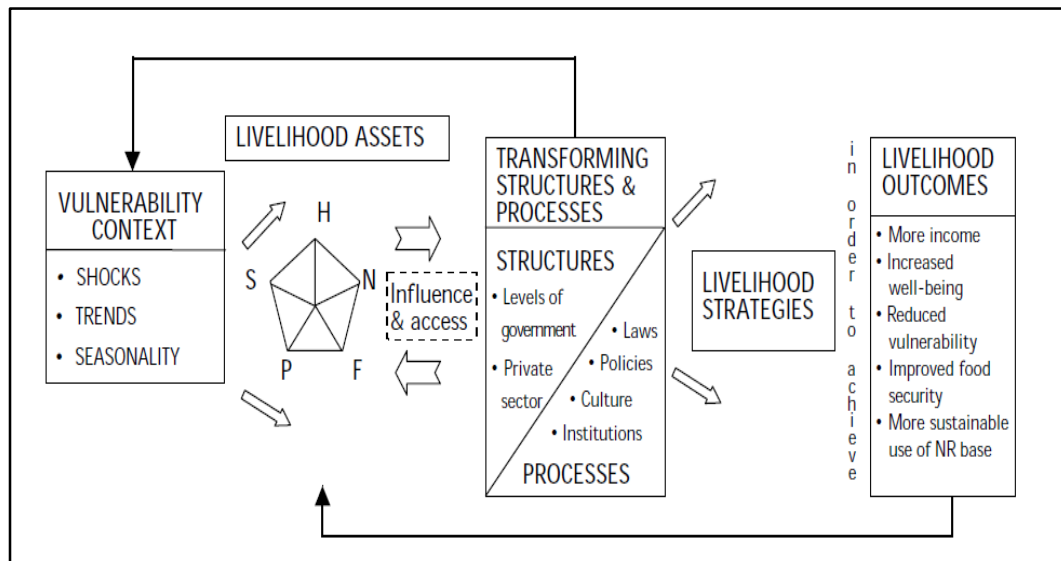 LIVELIHOOD ASSETS
VULNERABILITY
CONTEXT
• SHOCKS
• TRENDS
• SEASONALITY
H
S
N
P
F
Influence
& access
TRANSFORMING
STRUCTURES &
PROCESSES
STRUCTURES
• Levels of
government
• Private
sector
• Laws
• Policies
• Culture
• Institutions
PROCESSES
LIVELIHOOD
STRATEGIES
in order to achieve
LIVELIHOOD
OUTCOMES
• More income
• Increased
well-being
• Reduced
vulnerability
• Improved food
security
• More sustainable
use of NR base